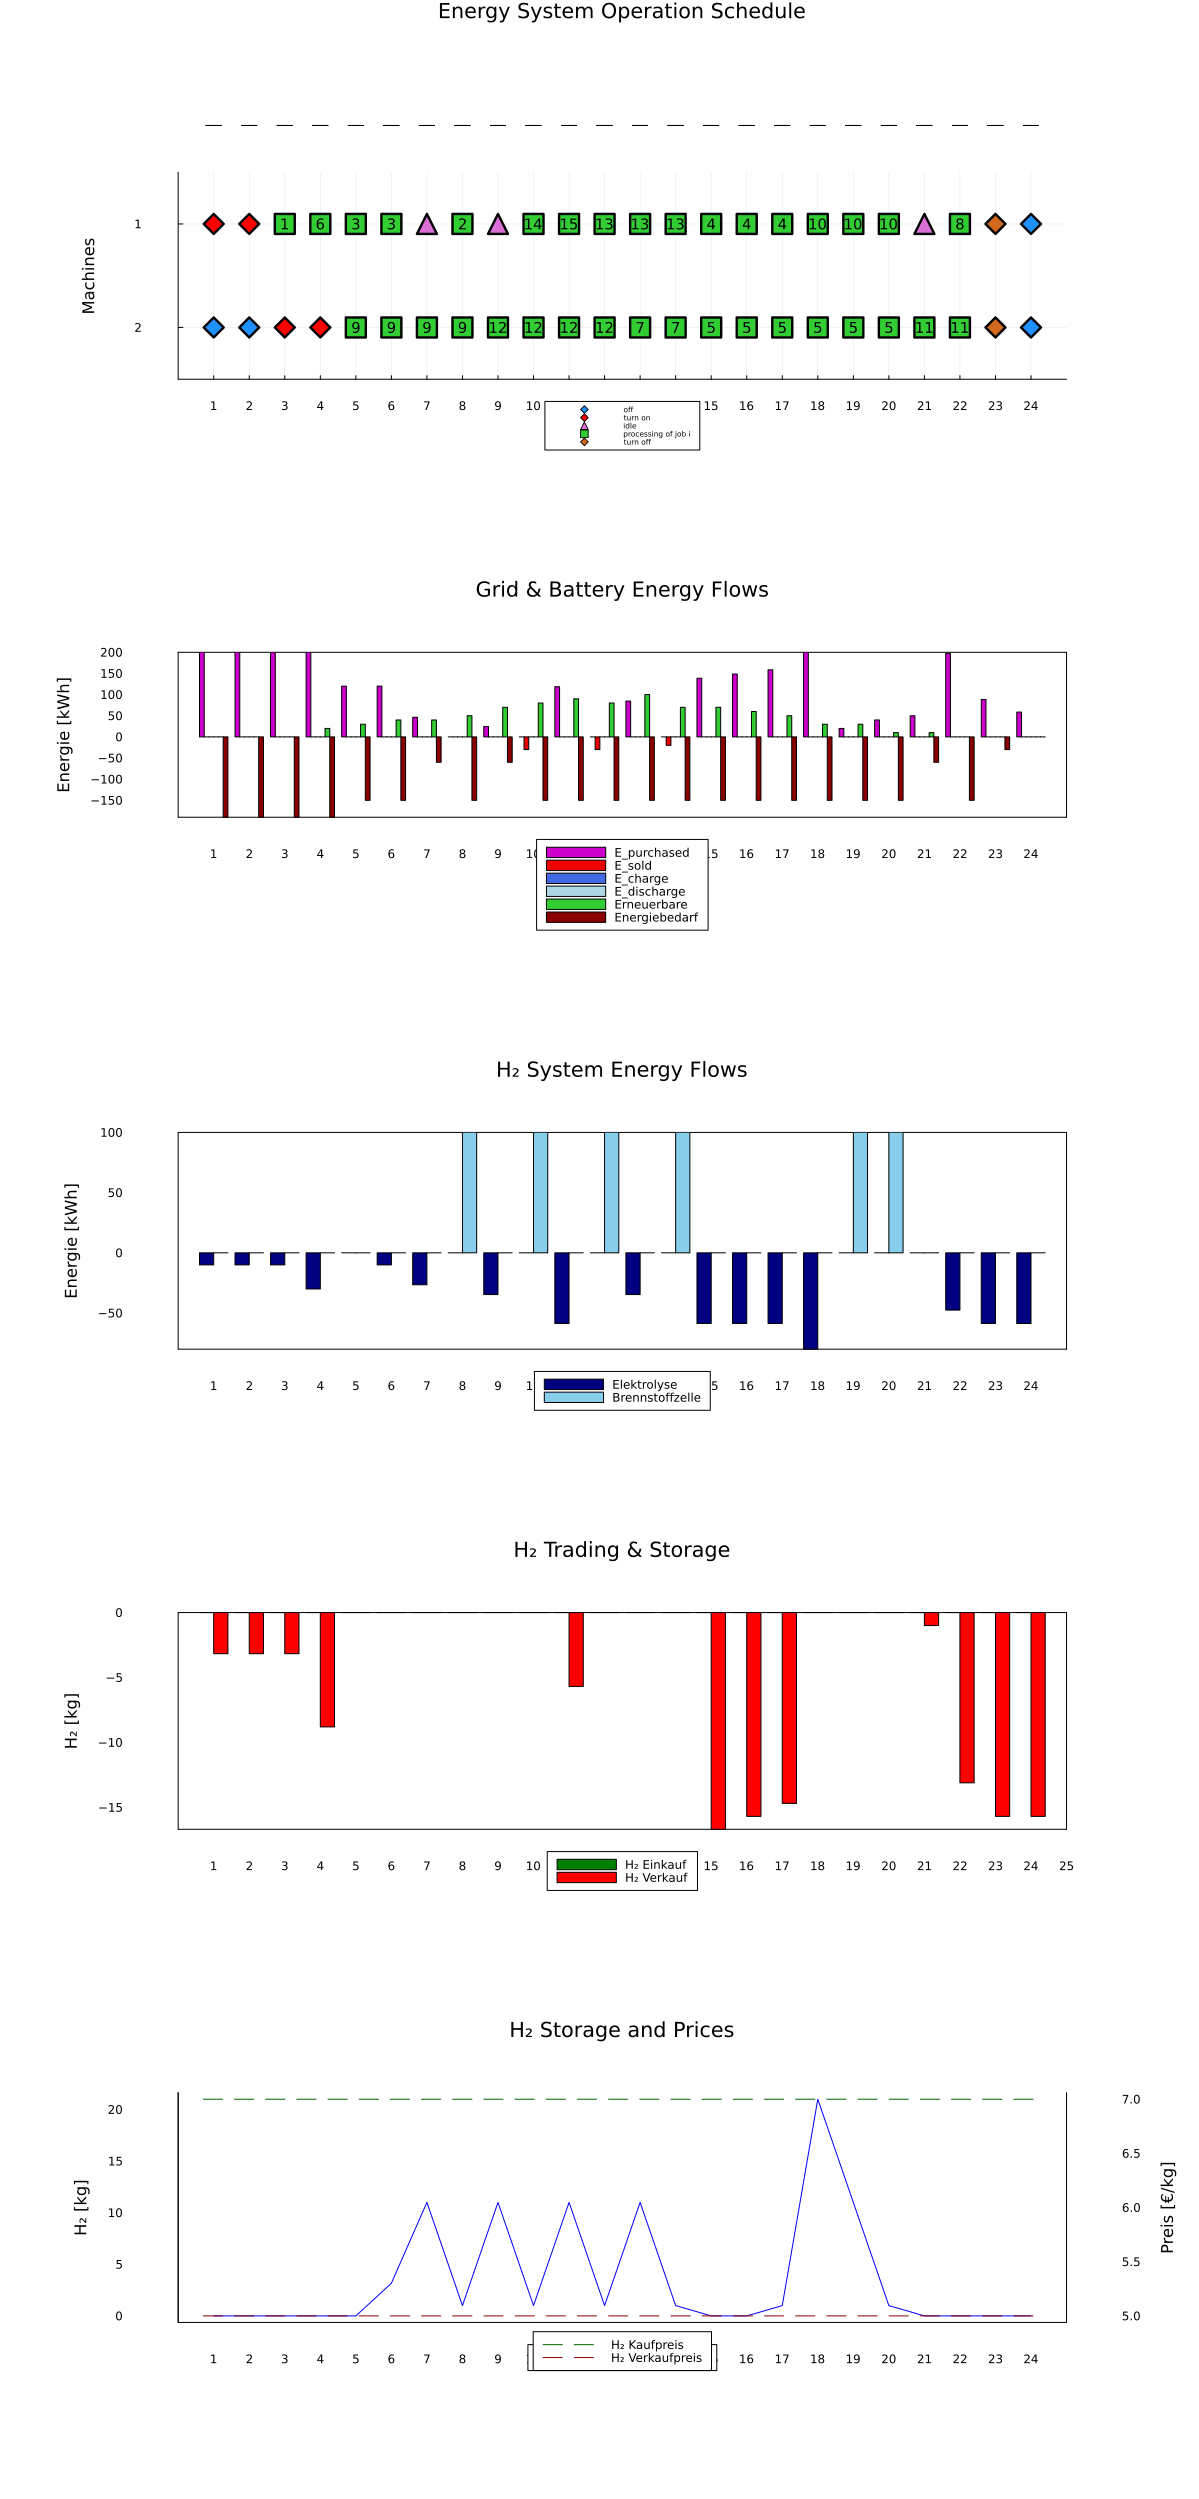 Energy System Operation Schedule
Machines
1
1 6 3 3 2 14 15 13 13 13 4 4 4 10 10 10 8
2
9 9 9 9 12 12 12 12 7 7 5 5 5 5 5 5 11 11
1 2 3 4 5 6 7 8 9 10 15 16 17 18 19 20 21 22 23 24
off
turn on
idle
processing of job i
turn off
Grid & Battery Energy Flows
Energie [kWh]
200
150
100
50
0
−50
−100
−150
1 2 3 4 5 6 7 8 9 10 15 16 17 18 19 20 21 22 23 24
E_purchased
E_sold
E_charge
E_discharge
Erneuerbare
Energiebedarf
H₂ System Energy Flows
Energie [kWh]
100
50
0
−50
1 2 3 4 5 6 7 8 9 1 5 16 17 18 19 20 21 22 23 24
Elektrolyse
Brennstoffzelle
H₂ Trading & Storage
H₂ [kg]
0
−5
−10
−15
1 2 3 4 5 6 7 8 9 10 15 16 17 18 19 20 21 22 23 24 25
H₂ Einkauf
H₂ Verkauf
H₂ Storage and Prices
H₂ [kg]
20
15
10
5
0
7.0
6.5
6.0
5.5
5.0
Preis [€/kg]
1 2 3 4 5 6 7 8 9 16 17 18 19 20 21 22 23 24
H₂ Kaufpreis
H₂ Verkaufpreis